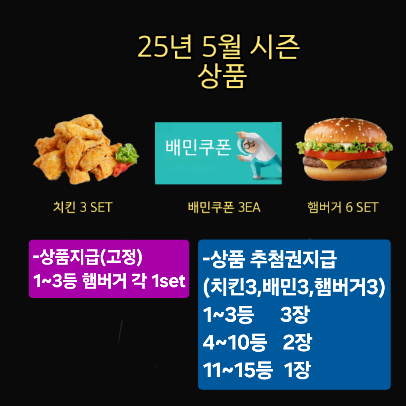 25년 5월 시즌
상품
배민쿠폰
치킨 3 SET
배민쿠폰 3EA
햄버거 6 SET
-상품지급(고정)
1~3등 햄버거 각 1set
-상품 추첨권지급
(치킨3,배민3,햄버거3)
1~3등 3장
4~10등 2장
11~15등 1장